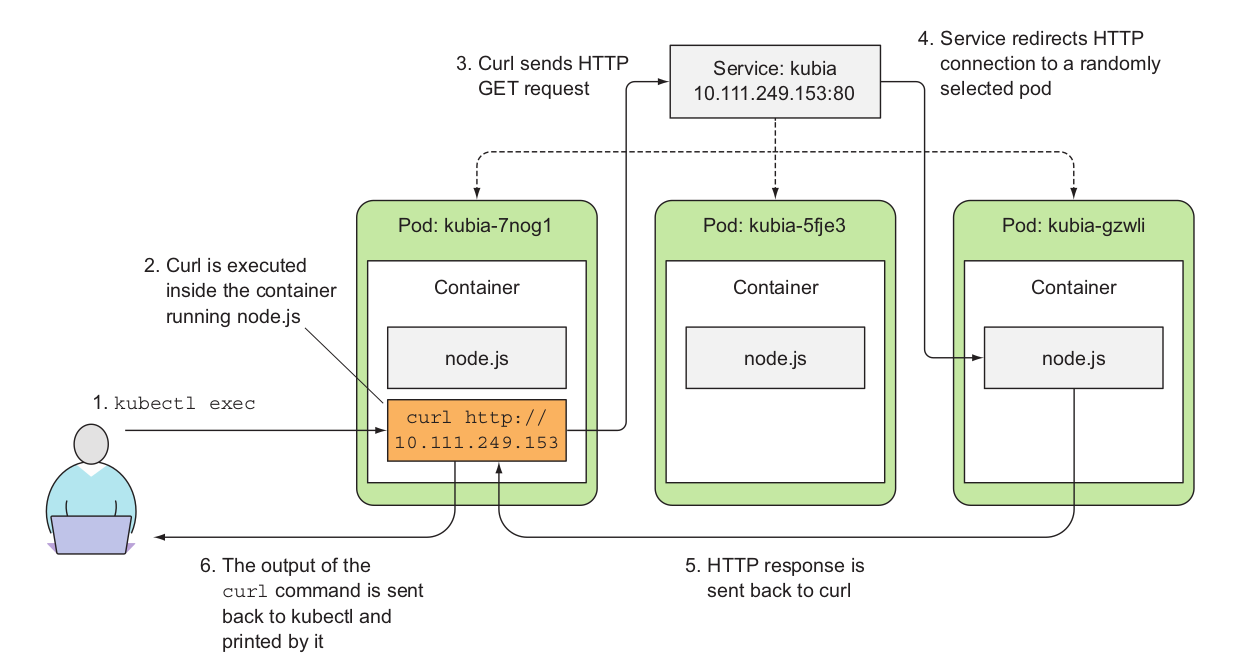 3. Curl sends HTTP
GET request
Service: kubia
10.111.249.153:80
4. Service redirects HTTP
connection to a randomly
selected pod
Pod: kubia-7nog1
Pod: kubia-5fje3
Pod: kubia-gzwli
2. Curl is executed
inside the container
running node.js
Container
Container
Container
node.js
node.js
node.js
1. kubectl exec
curl http://
10.111.249.153
6. The output of the
curl command is sent
back to kubectl and
printed by it
5. HTTP response is
sent back to curl